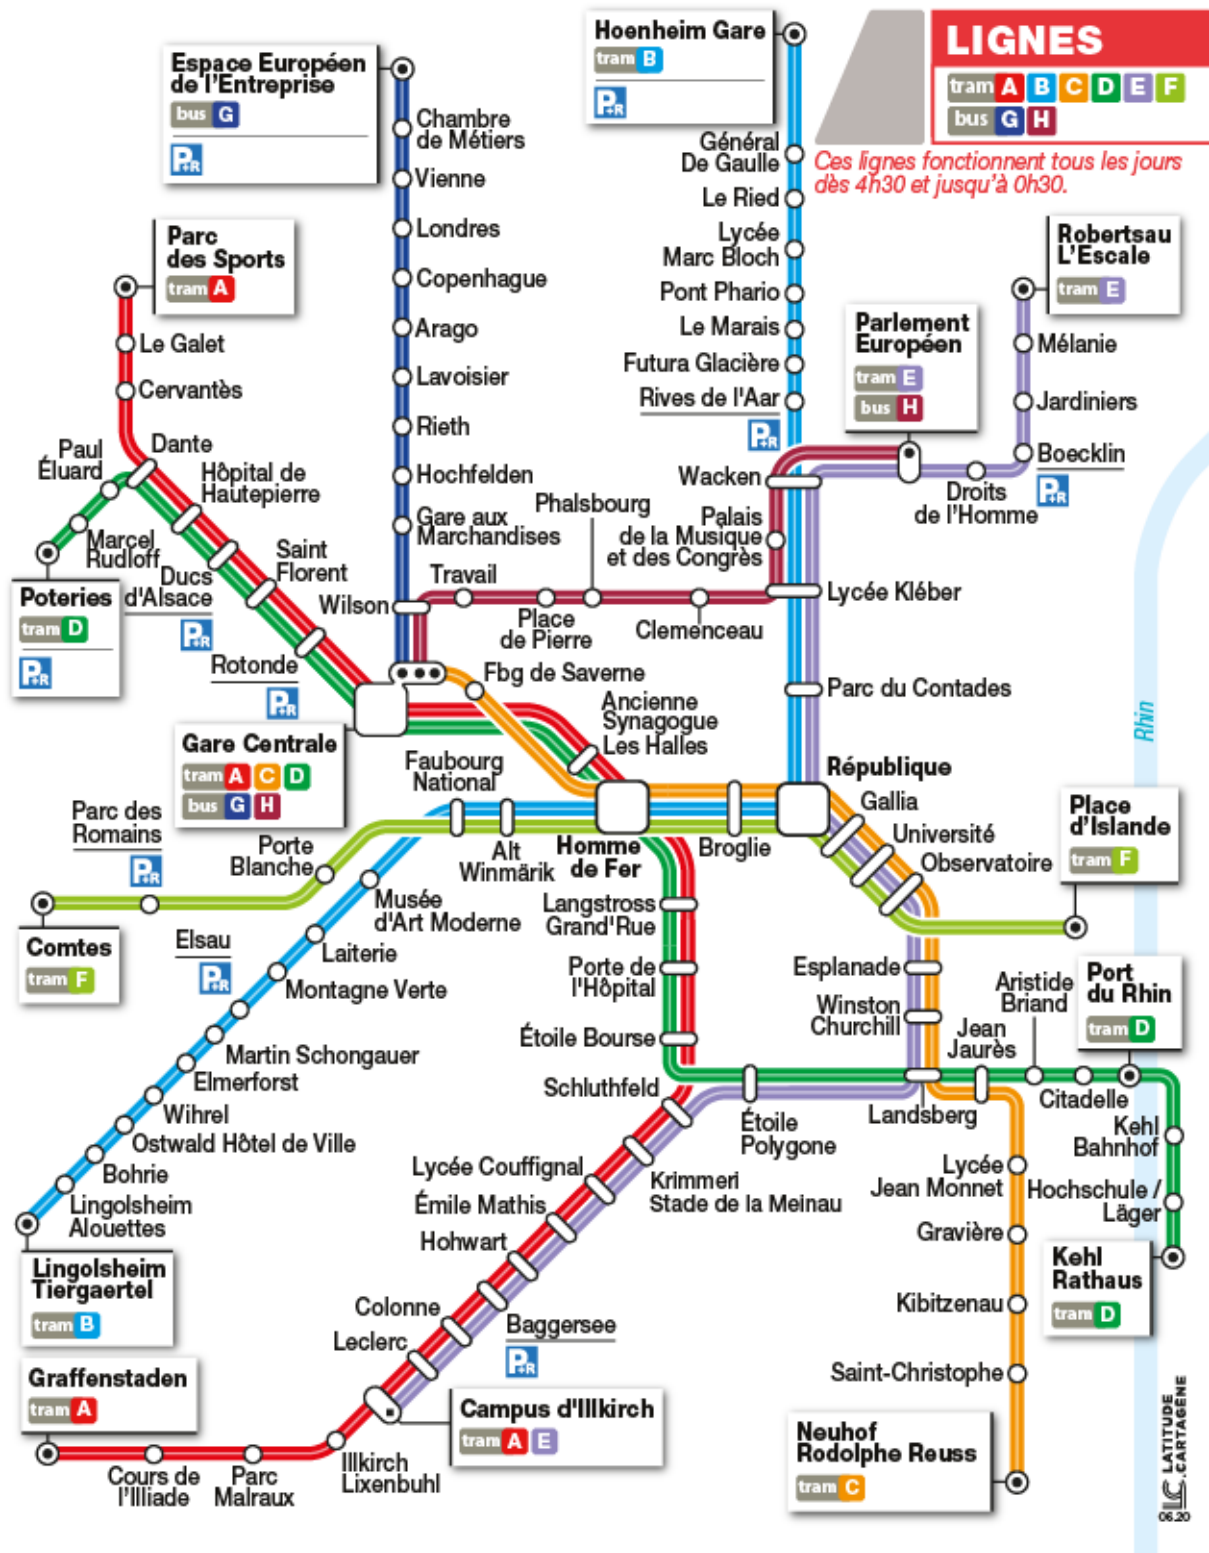 LIGNES
tram A B C D E F
bus G H
Ces lignes fonctionnent tous les jours
dès 4h30 et jusqu'à 0h30.
Hoenheim Gare
tram B
P+R
Espace Européen
de l'Entreprise
bus G
P+R
Chambre
de Métiers
Vienne
Londres
Copenhague
Arago
Lavoisier
Rieth
Hochfelden
Gare aux
Marchandises
Wilson
Général
De Gaulle
Le Ried
Lycée
Marc Bloch
Pont Phario
Le Marais
Futura Glacière
Rives de l'Aar
P+R
Wacken
Parlement
Européen
tram E
bus H
Robertsau
L'Escale
tram E
Mélanie
Jardiniers
Boecklin
P+R
Droits
de l'Homme
Parc
des Sports
tram A
Le Galet
Cervantès
Dante
Paul
Éluard
Hôpital de
Hautepierre
Marcel
Rudloff
Ducs
d'Alsace
P+R
Saint
Florent
Poteries
tram D
P+R
Rotonde
P+R
Travail
Phalsbourg
Place
de Pierre
Clemenceau
Palais
de la Musique
et des Congrès
Lycée Kléber
Parc du Contades
Fbg de Saverne
Ancienne
Synagogue
Les Halles
Gare Centrale
tram A C D
bus G H
Faubourg
National
République
Gallia
Université
Observatoire
Place
d'Islande
tram F
Rhin
Parc des
Romains
P+R
Porte
Blanche
Alt
Winmärik
Homme
de Fer
Broglie
Comtes
tram F
Elsau
P+R
Musée
d'Art Moderne
Laiterie
Montagne Verte
Martin Schongauer
Elmerforst
Wihrel
Ostwald Hôtel de Ville
Bohrie
Lingolsheim
Alouettes
Lingolsheim
Tiergaertel
tram B
Langstross
Grand'Rue
Porte de
l'Hôpital
Étoile Bourse
Schluthfeld
Esplanade
Winston
Churchill
Aristide
Briand
Jean
Jaurès
Port
du Rhin
tram D
Landsberg
Citadelle
Étoile
Polygone
Kehl
Bahnhof
Hochschule /
Läger
Kehl
Rathaus
tram D
Lycée
Jean Monnet
Gravière
Kibitzenau
Saint-Christophe
Neuhof
Rodolphe Reuss
tram C
Krimmeri
Stade de la Meinau
Lycée Couffignal
Émile Mathis
Hohwart
Colonne
Leclerc
Baggersee
P+R
Campus d'Illkirch
tram A E
Graffenstaden
tram A
Cours de
l'Illiade
Parc
Malraux
Illkirch
Lixenbuhl
LC LATITUDE
CARTAGENE
06.20